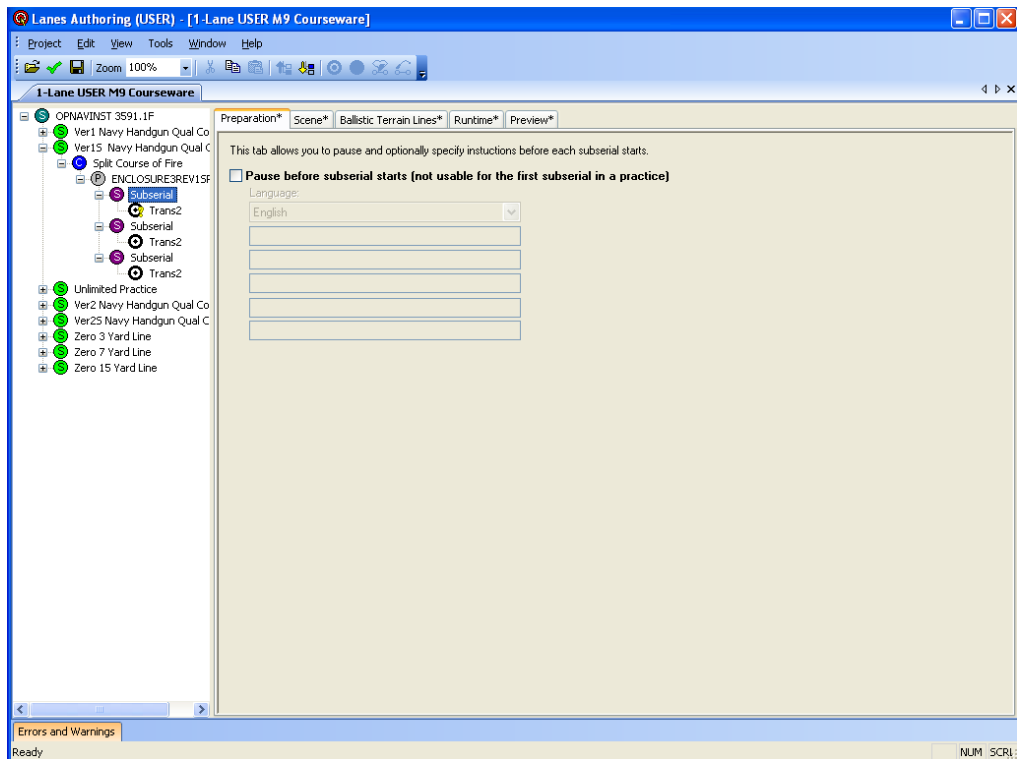 Lanes Authoring (USER) - [1-Lane USER M9 Courseware]
Project Edit View Tools Window Help
Zoom 100%
1-Lane USER M9 Courseware
S OPNAVINST 3591.1F
S Ver1 Navy Handgun Qual Co
S Ver1S Navy Handgun Qual C
C Split Course of Fire
P ENCLOSURE3REV1SF
S Subserial
Trans2
S Subserial
Trans2
S Subserial
Trans2
S Unlimited Practice
S Ver2 Navy Handgun Qual Co
S Ver2S Navy Handgun Qual C
S Zero 3 Yard Line
S Zero 7 Yard Line
S Zero 15 Yard Line
Preparation* Scene* Ballistic Terrain Lines* Runtime* Preview*
This tab allows you to pause and optionally specify instuctions before each subserial starts.
Pause before subserial starts (not usable for the first subserial in a practice)
Language:
English
Errors and Warnings
Ready
NUM SCRL